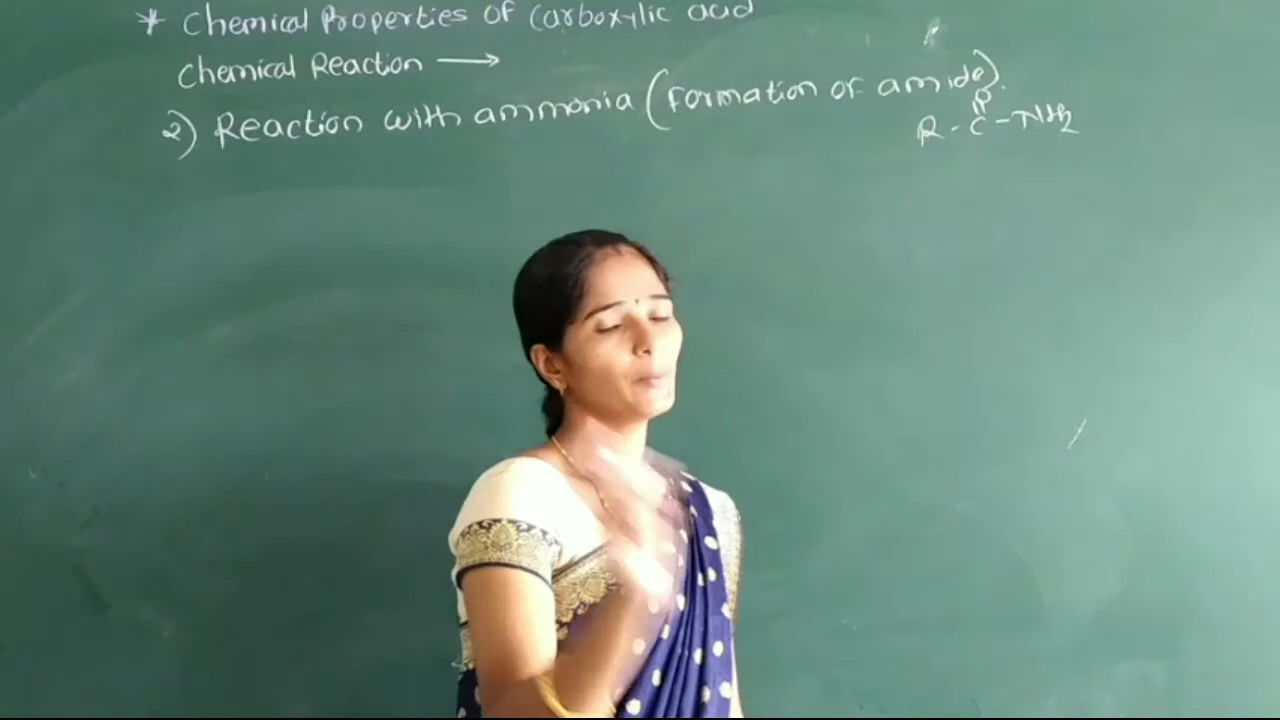 * Chemical Properties of Carboxylic acid
Chemical Reaction →
2) Reaction with ammonia (formation of amide).
O
R - C - NH2